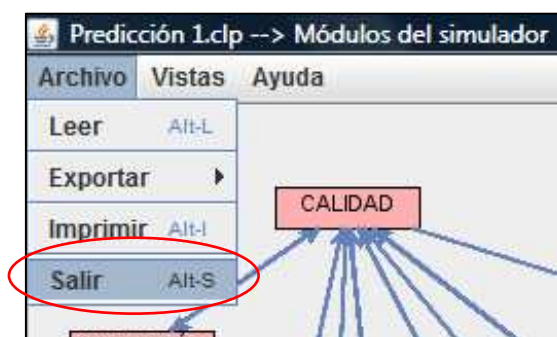 Predicción 1.clp --> Módulos del simulador
Archivo Vistas Ayuda
Leer Alt-L
Exportar
Imprimir Alt-I
Salir Alt-S
CALIDAD